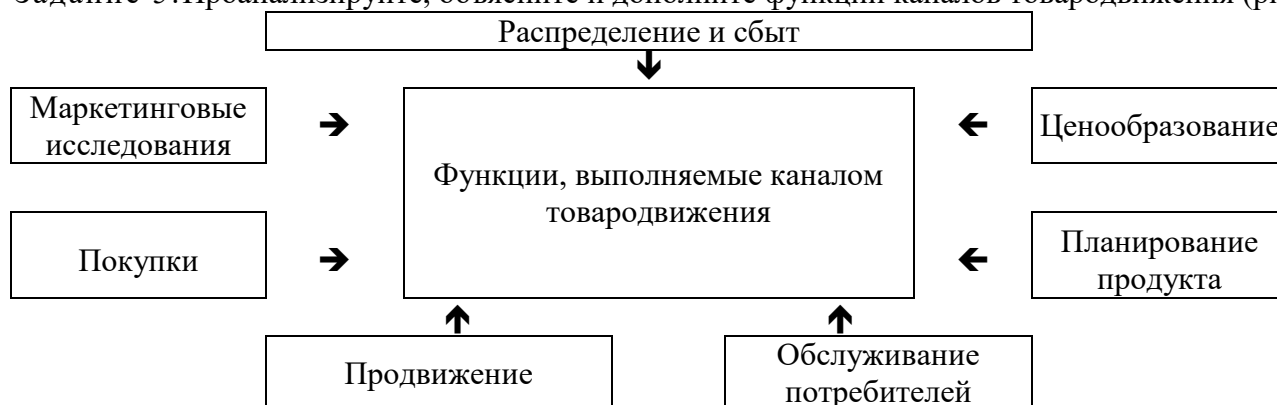 Распределение и сбыт
Маркетинговые
исследования
Ценообразование
Функции, выполняемые каналом
товародвижения
Покупки
Планирование
продукта
Продвижение
Обслуживание
потребителей